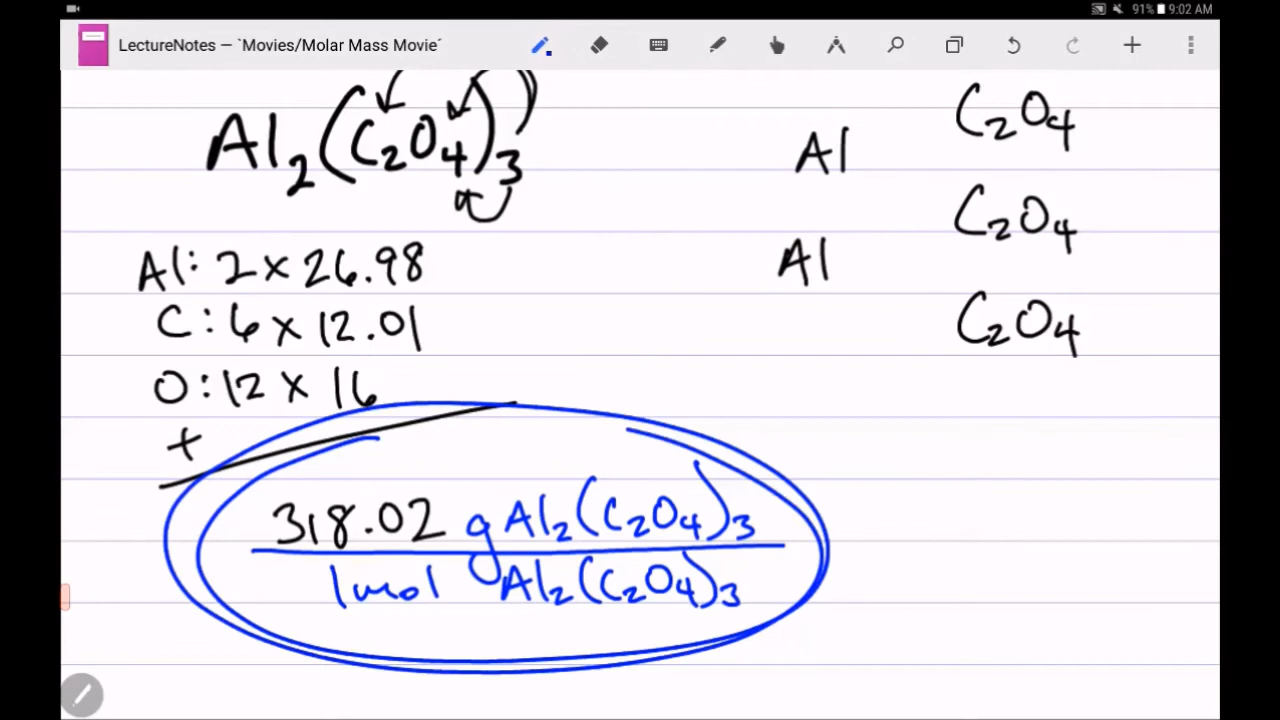 91% 9:02 AM
LectureNotes – `Movies/Molar Mass Movie´
Al₂(C₂O₄)₃
Al: 2 x 26.98
C: 6 x 12.01
O: 12 x 16
+
318.02 g Al₂(C₂O₄)₃
1 mol Al₂(C₂O₄)₃
C₂O₄
Al
C₂O₄
Al
C₂O₄